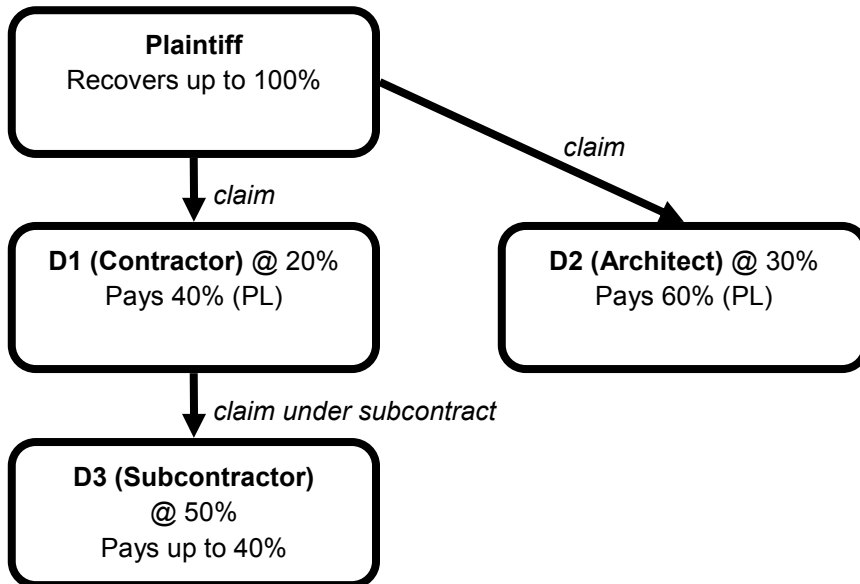 Plaintiff
Recovers up to 100%
claim
claim
D1 (Contractor) @ 20%
Pays 40% (PL)
D2 (Architect) @ 30%
Pays 60% (PL)
claim under subcontract
D3 (Subcontractor)
@ 50%
Pays up to 40%